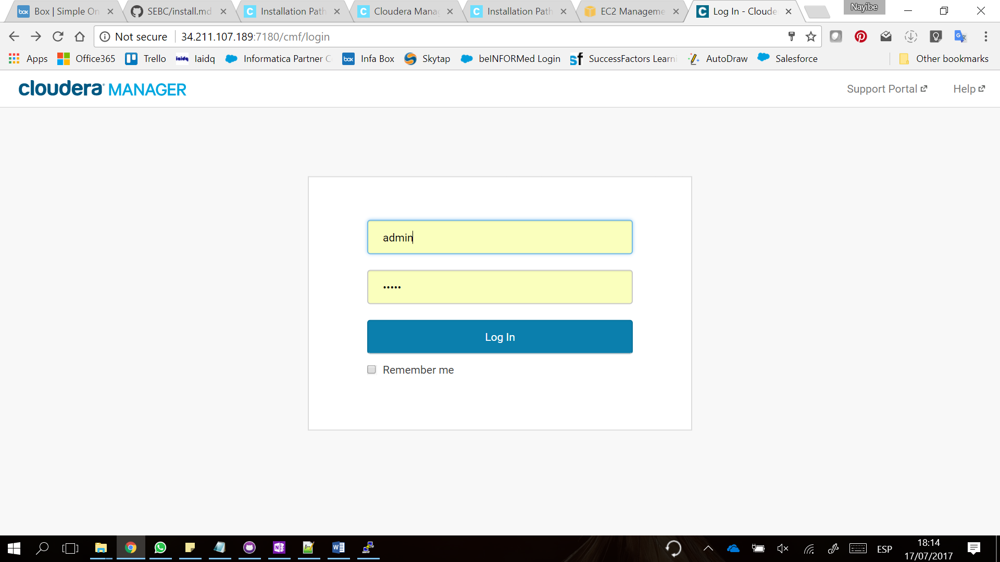 Box | Simple On
SEBC/install.md
Installation Path
Cloudera Manag
Installation Path
EC2 Manageme
Log In - Cloude
Nayibe
Not secure
34.211.107.189:7180/cmf/login
Apps
Office365
Trello
Iaidq
Informatica Partner C
Infa Box
Skytap
beINFORMed Login
SuccessFactors Learni
AutoDraw
Salesforce
Other bookmarks
cloudera MANAGER
Support Portal
Help
admin
•••••
Log In
Remember me
ESP
18:14
17/07/2017